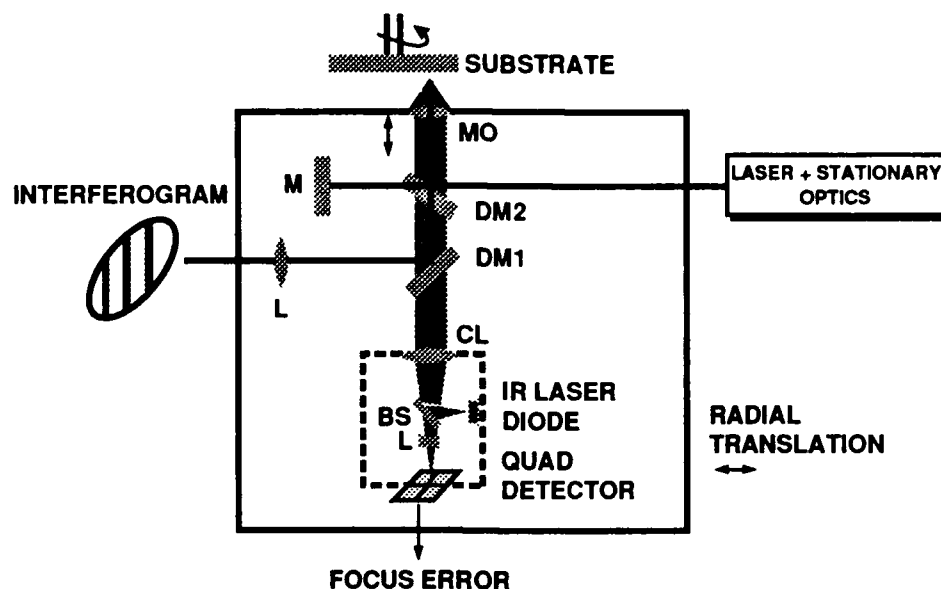 SUBSTRATE
MO
M
LASER + STATIONARY
OPTICS
INTERFEROGRAM
DM2
DM1
L
CL
IR LASER
DIODE
BS
L
RADIAL
TRANSLATION
QUAD
DETECTOR
FOCUS ERROR